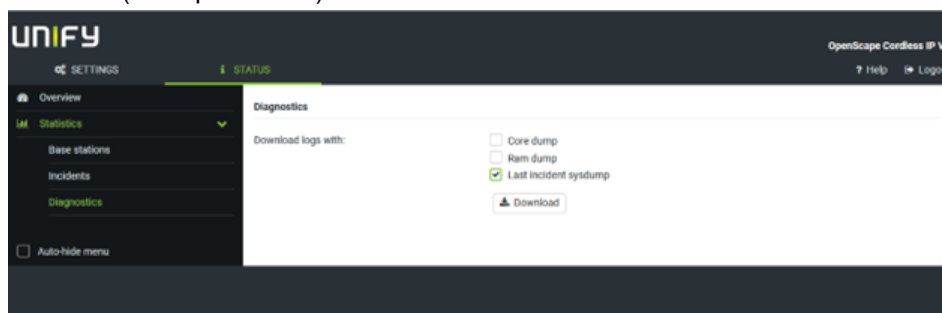 UNIFY
OpenScape Cordless IP V
SETTINGS
STATUS
? Help
Logo
Overview
Diagnostics
Statistics
Download logs with:
Core dump
Base stations
Ram dump
Incidents
Last incident sysdump
Diagnostics
Download
Auto-hide menu